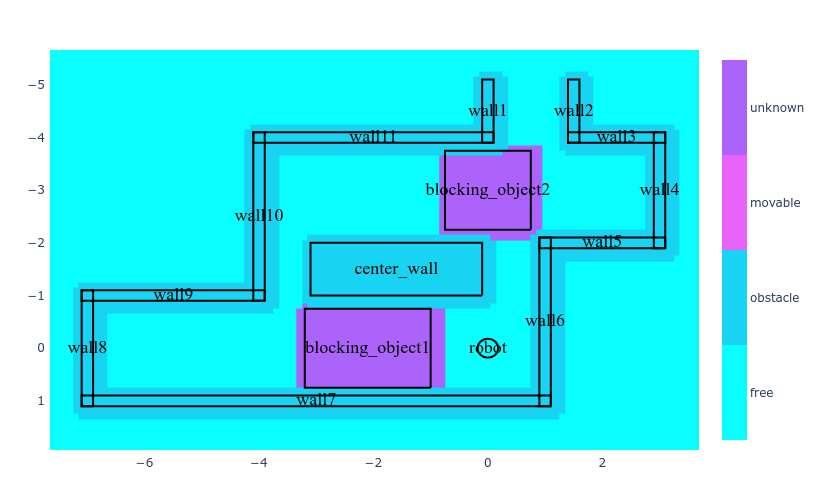 −5
−4
−3
−2
−1
0
1
−6
−4
−2
0
2
wall1
wall2
wall11
wall3
blocking_object2
wall4
wall10
wall5
center_wall
wall9
wall6
wall8
blocking_object1
robot
wall7
unknown
movable
obstacle
free